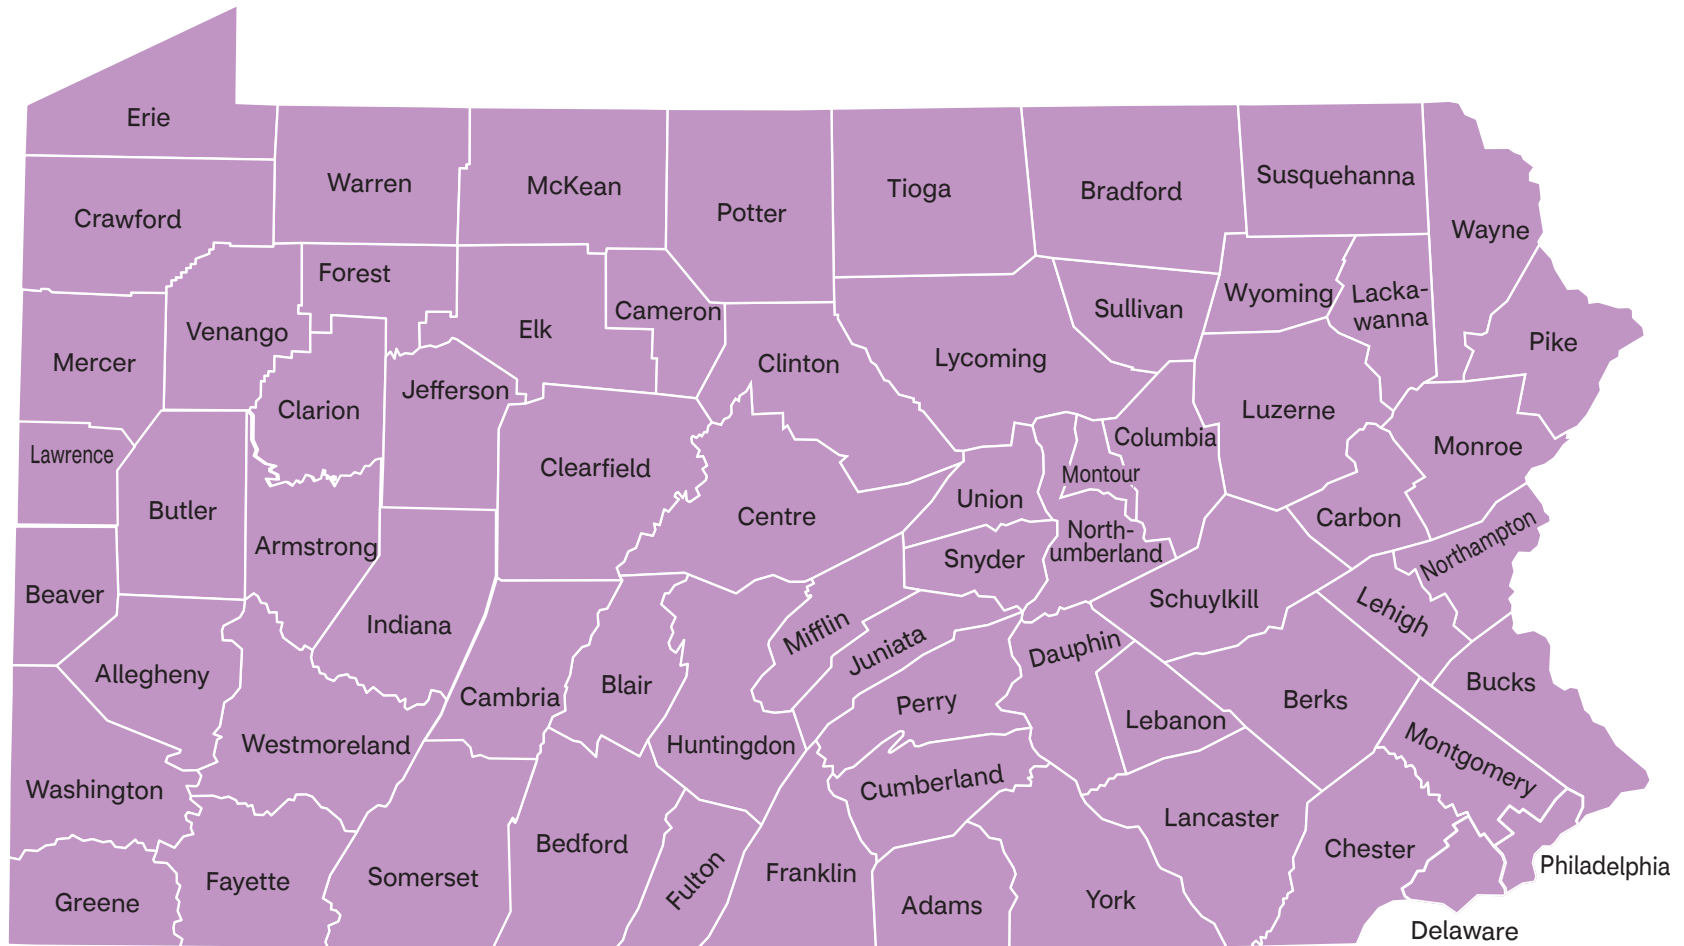 Erie
Warren
McKean
Potter
Tioga
Bradford
Susquehanna
Wayne
Crawford
Forest
Venango
Elk
Cameron
Clinton
Lycoming
Sullivan
Wyoming
Lacka-
wanna
Pike
Mercer
Clarion
Jefferson
Luzerne
Monroe
Lawrence
Butler
Clearfield
Centre
Union
Montour
Columbia
Carbon
Northampton
Armstrong
Snyder
North-
umberland
Schuylkill
Lehigh
Beaver
Indiana
Mifflin
Juniata
Dauphin
Allegheny
Cambria
Blair
Perry
Lebanon
Berks
Bucks
Westmoreland
Huntingdon
Montgomery
Washington
Cumberland
Lancaster
Bedford
Chester
Philadelphia
Greene
Fayette
Somerset
Fulton
Franklin
Adams
York
Delaware